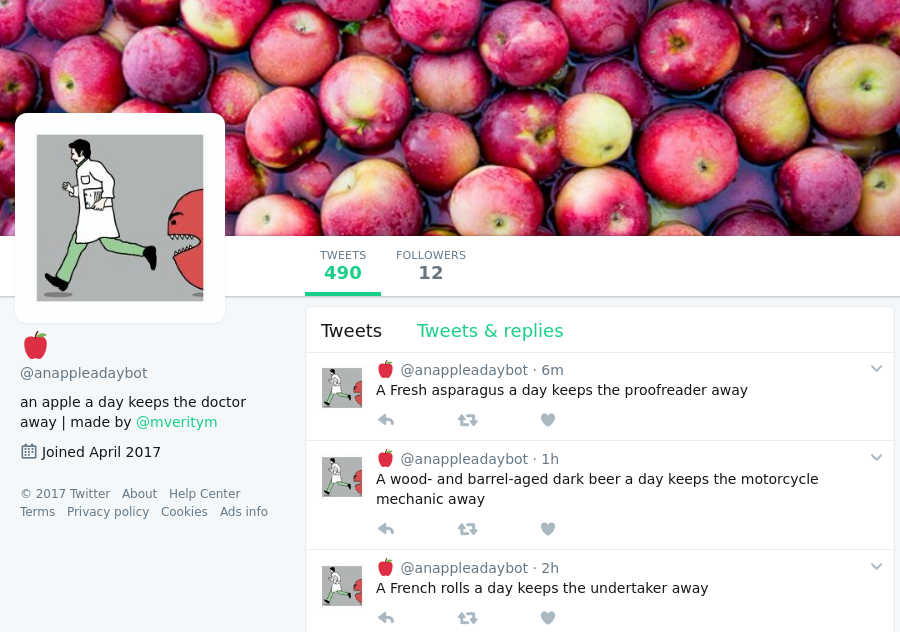 TWEETS
490
FOLLOWERS
12
🍎
@anappleadaybot
an apple a day keeps the doctor
away | made by @mveritym
Joined April 2017
© 2017 Twitter About Help Center
Terms Privacy policy Cookies Ads info
Tweets Tweets & replies
🍎 @anappleadaybot · 6m
A Fresh asparagus a day keeps the proofreader away
🍎 @anappleadaybot · 1h
A wood- and barrel-aged dark beer a day keeps the motorcycle
mechanic away
🍎 @anappleadaybot · 2h
A French rolls a day keeps the undertaker away